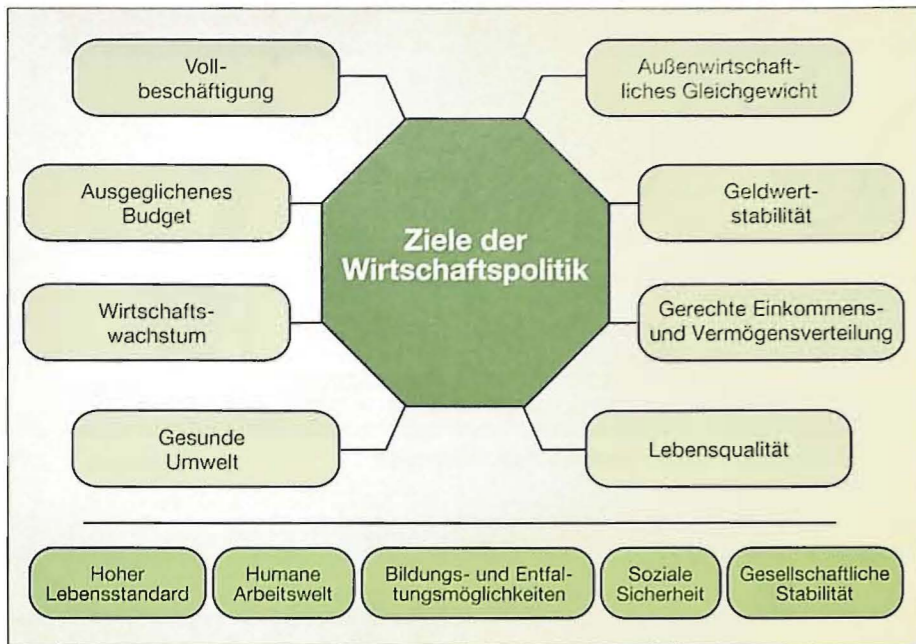 Voll-
beschäftigung
Außenwirtschaft-
liches Gleichgewicht
Ausgeglichenes
Budget
Geldwert-
stabilität
Ziele der
Wirtschaftspolitik
Wirtschafts-
wachstum
Gerechte Einkommens-
und Vermögensverteilung
Gesunde
Umwelt
Lebensqualität
Hoher
Lebensstandard
Humane
Arbeitswelt
Bildungs- und Entfal-
tungsmöglichkeiten
Soziale
Sicherheit
Gesellschaftliche
Stabilität